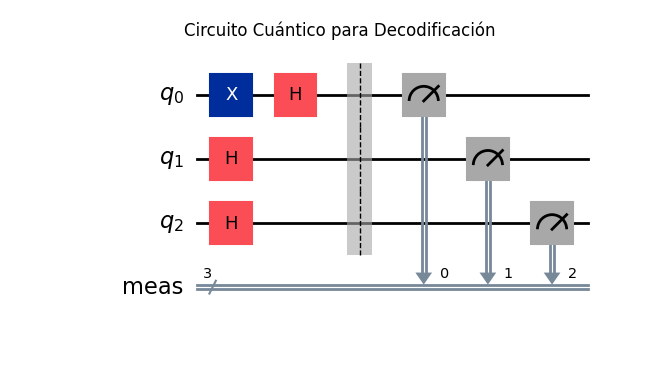 Circuito Cuántico para Decodificación
q0 X H
q1 H
q2 H
meas 3 0 1 2